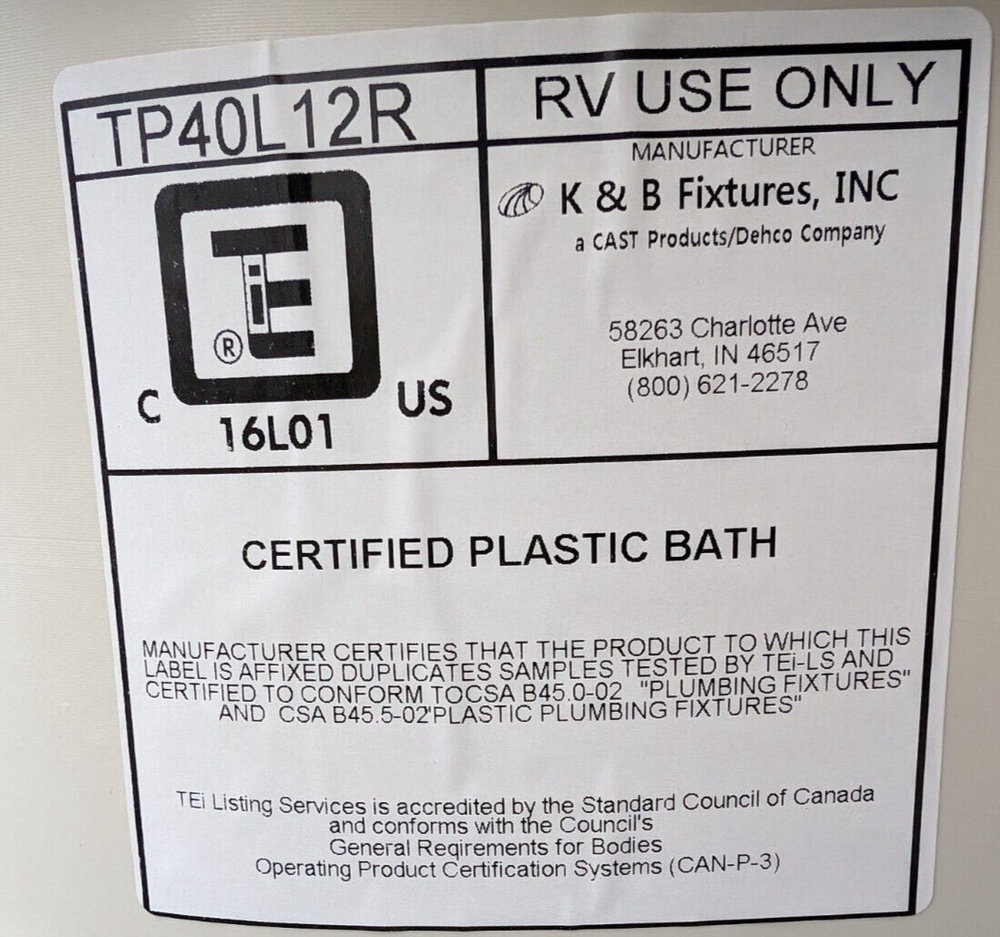 TP40L12R
RV USE ONLY
MANUFACTURER
K & B Fixtures, INC
a CAST Products/Dehco Company
58263 Charlotte Ave
Elkhart, IN 46517
(800) 621-2278
TE
®
C US
16L01
CERTIFIED PLASTIC BATH
MANUFACTURER CERTIFIES THAT THE PRODUCT TO WHICH THIS
LABEL IS AFFIXED DUPLICATES SAMPLES TESTED BY TEi-LS AND
CERTIFIED TO CONFORM TOCSA B45.0-02 "PLUMBING FIXTURES"
AND CSA B45.5-02'PLASTIC PLUMBING FIXTURES"
TEi Listing Services is accredited by the Standard Council of Canada
and conforms with the Council's
General Reqirements for Bodies
Operating Product Certification Systems (CAN-P-3)